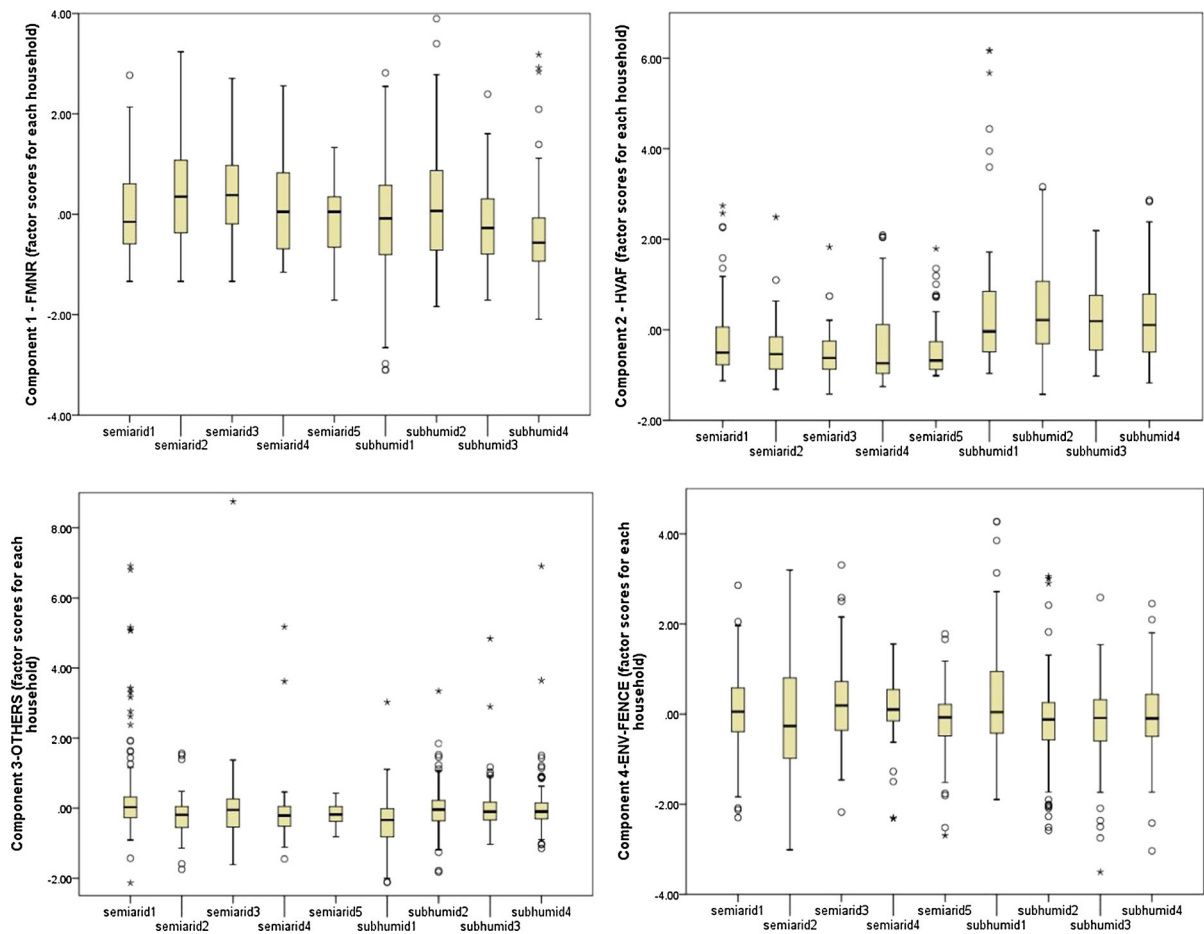 Component 1 - FMNR (factor scores for each household)
4.00
2.00
.00
-2.00
-4.00
semiarid1
semiarid2
semiarid3
semiarid4
semiarid5
subhumid1
subhumid2
subhumid3
subhumid4
Component 2 - HVAF (factor scores for each household)
6.00
4.00
2.00
.00
-2.00
semiarid1
semiarid2
semiarid3
semiarid4
semiarid5
subhumid1
subhumid2
subhumid3
subhumid4
Component 3-OTHERS (factor scores for each
household)
8.00
6.00
4.00
2.00
.00
-2.00
semiarid1
semiarid2
semiarid3
semiarid4
semiarid5
subhumid1
subhumid2
subhumid3
subhumid4
Component 4-ENV-FENCE (factor scores for each
household)
4.00
2.00
.00
-2.00
-4.00
semiarid1
semiarid2
semiarid3
semiarid4
semiarid5
subhumid1
subhumid2
subhumid3
subhumid4